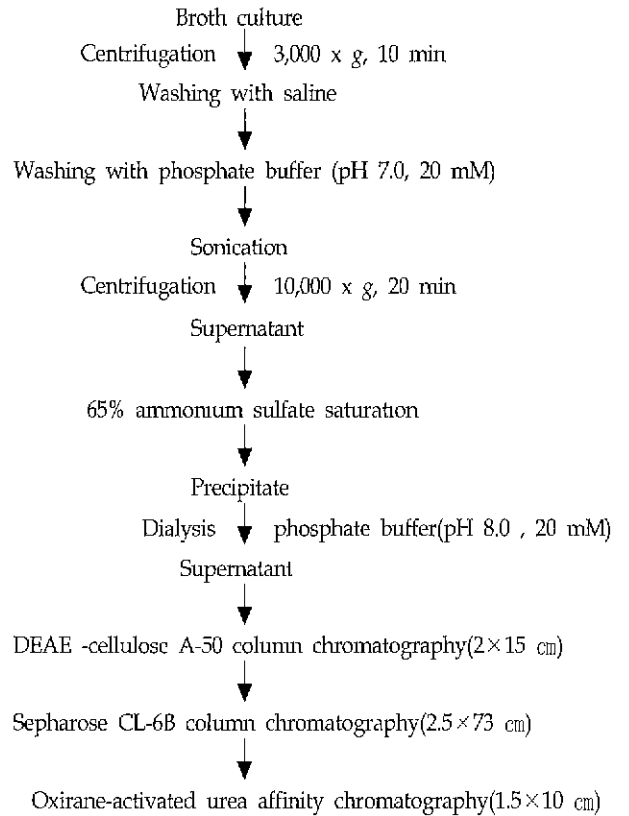 Broth culture
Centrifugation 3,000 x g, 10 min
Washing with saline
Washing with phosphate buffer (pH 7.0, 20 mM)
Sonication
Centrifugation 10,000 x g, 20 min
Supernatant
65% ammonium sulfate saturation
Precipitate
Dialysis phosphate buffer(pH 8.0 , 20 mM)
Supernatant
DEAE -cellulose A-50 column chromatography(2×15 ㎝)
Sepharose CL-6B column chromatography(2.5×73 ㎝)
Oxirane-activated urea affinity chromatography(1.5×10 ㎝)